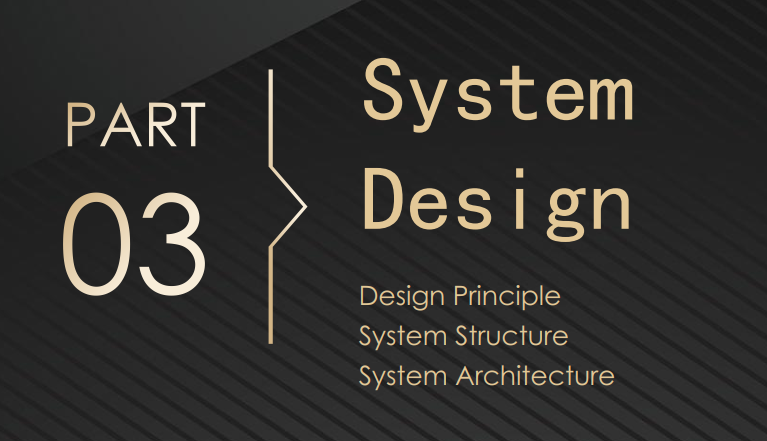 PART
03
System
Design
Design Principle
System Structure
System Architecture